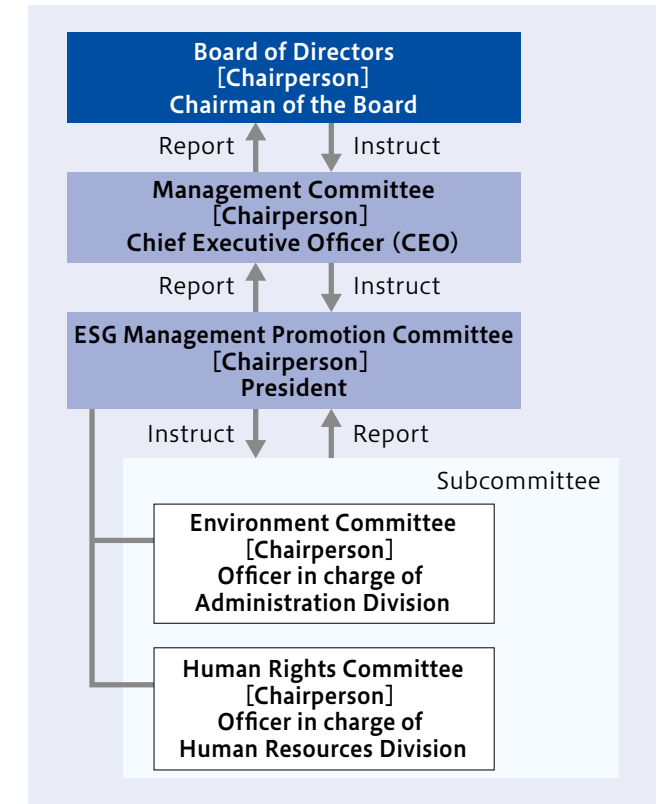 Board of Directors
[Chairperson]
Chairman of the Board
Report Instruct
Management Committee
[Chairperson]
Chief Executive Officer (CEO)
Report Instruct
ESG Management Promotion Committee
[Chairperson]
President
Instruct Report
Subcommittee
Environment Committee
[Chairperson]
Officer in charge of
Administration Division
Human Rights Committee
[Chairperson]
Officer in charge of
Human Resources Division